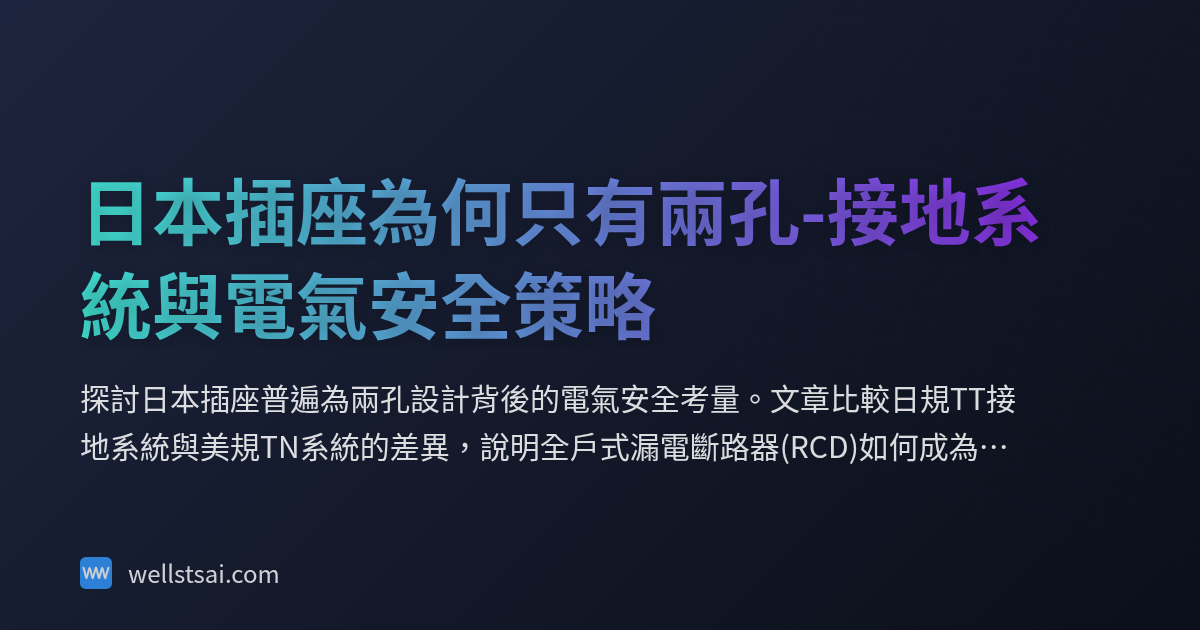 日本插座為何只有兩孔-接地系
統與電氣安全策略
探討日本插座普遍為兩孔設計背後的電氣安全考量。文章比較日規TT接
地系統與美規TN系統的差異，說明全戶式漏電斷路器(RCD)如何成為…
wellstsai.com